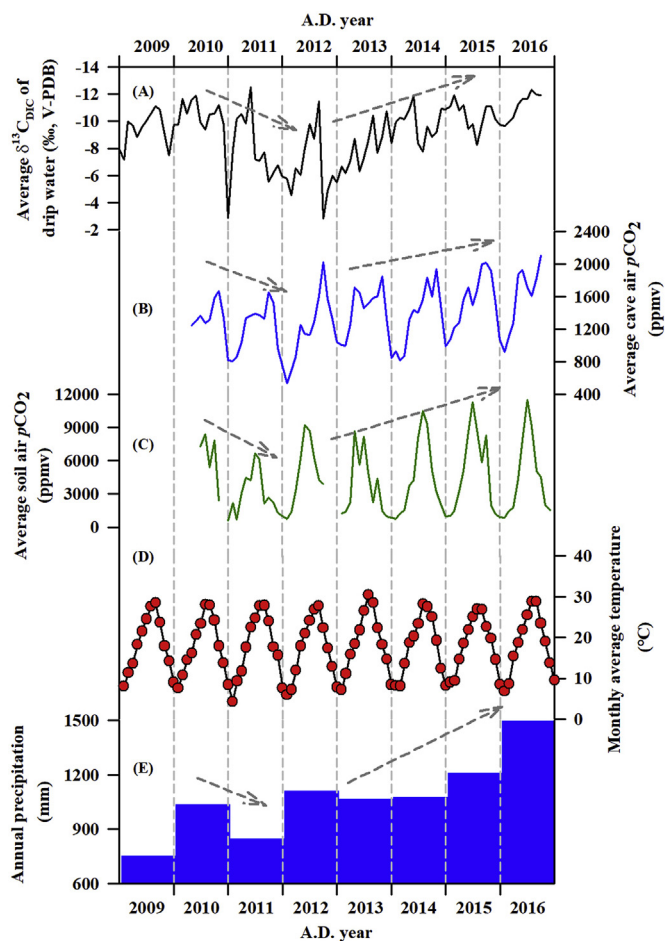 A.D. year
2009 2010 2011 2012 2013 2014 2015 2016
Average δ¹³C_DIC of
drip water (‰, V-PDB)
-14
-12
-10
-8
-6
-4
-2
(A)
Average cave air pCO₂
(ppmv)
2400
2000
1600
1200
800
400
(B)
Average soil air pCO₂
(ppmv)
12000
9000
6000
3000
0
(C)
(D)
Monthly average temperature
(°C)
40
30
20
10
0
Annual precipitation
(mm)
1500
1200
900
600
(E)
2009 2010 2011 2012 2013 2014 2015 2016
A.D. year